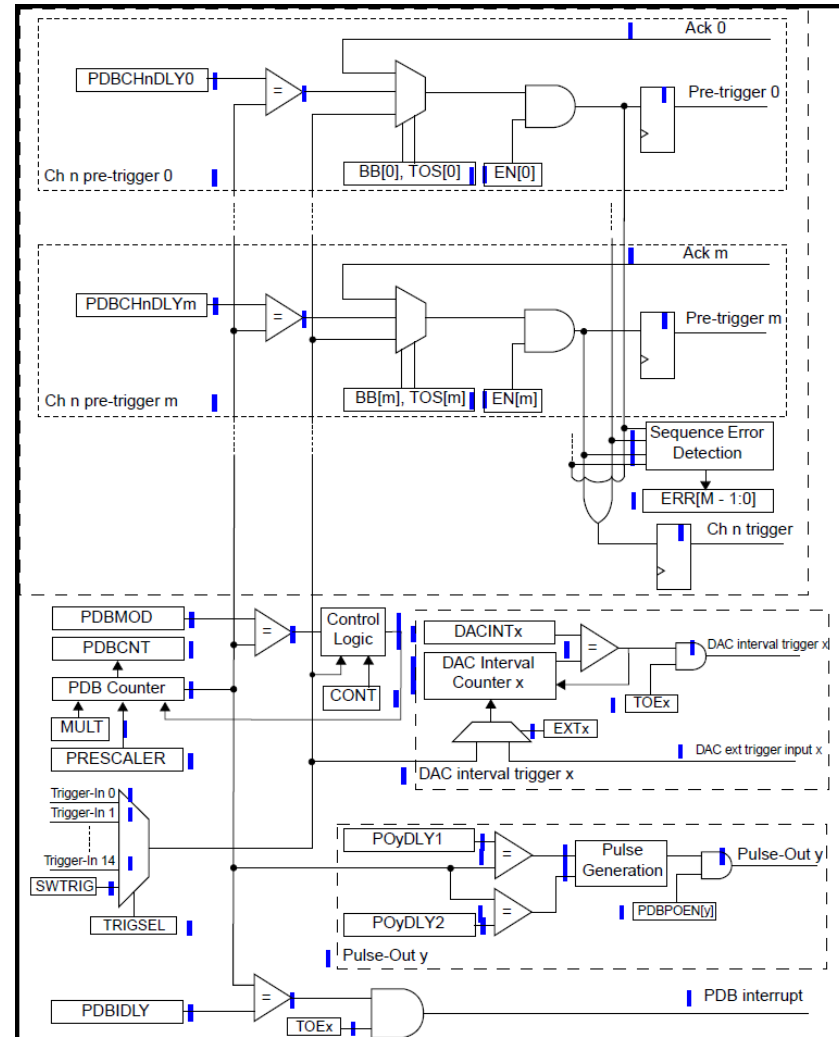 Ack 0
PDBCHnDLY0
=
Pre-trigger 0
BB[0], TOS[0]
EN[0]
Ch n pre-trigger 0
Ack m
PDBCHnDLYm
=
Pre-trigger m
BB[m], TOS[m]
EN[m]
Ch n pre-trigger m
Sequence Error
Detection
ERR[M - 1:0]
Ch n trigger
PDBMOD
=
Control
Logic
PDBCNT
PDB Counter
CONT
MULT
PRESCALER
DACINTx
=
DAC interval trigger x
DAC Interval
Counter x
TOEx
EXTx
DAC ext trigger input x
DAC interval trigger x
Trigger-In 0
Trigger-In 1
Trigger-In 14
SWTRIG
TRIGSEL
POyDLY1
=
Pulse
Generation
Pulse-Out y
=
POyDLY2
PDBPOEN[y]
Pulse-Out y
PDBIDLY
=
PDB interrupt
TOEx